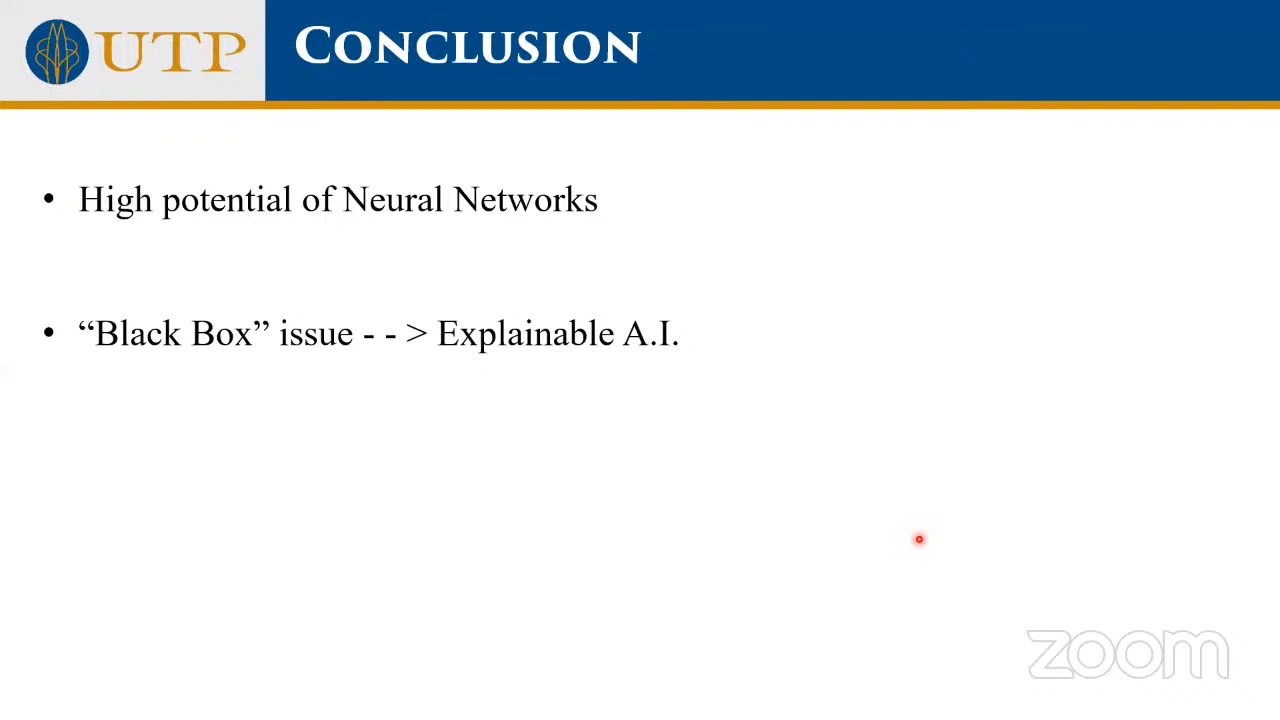 UTP
CONCLUSION
• High potential of Neural Networks
• “Black Box” issue - - > Explainable A.I.
zoom